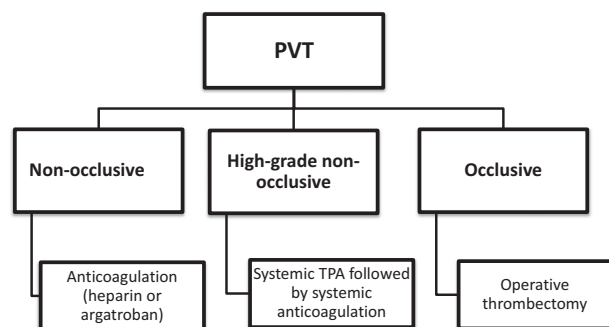 PVT
Non-occlusive
High-grade non-
occlusive
Occlusive
Anticoagulation
(heparin or
argatroban)
Systemic TPA followed
by systemic
anticoagulation
Operative
thrombectomy